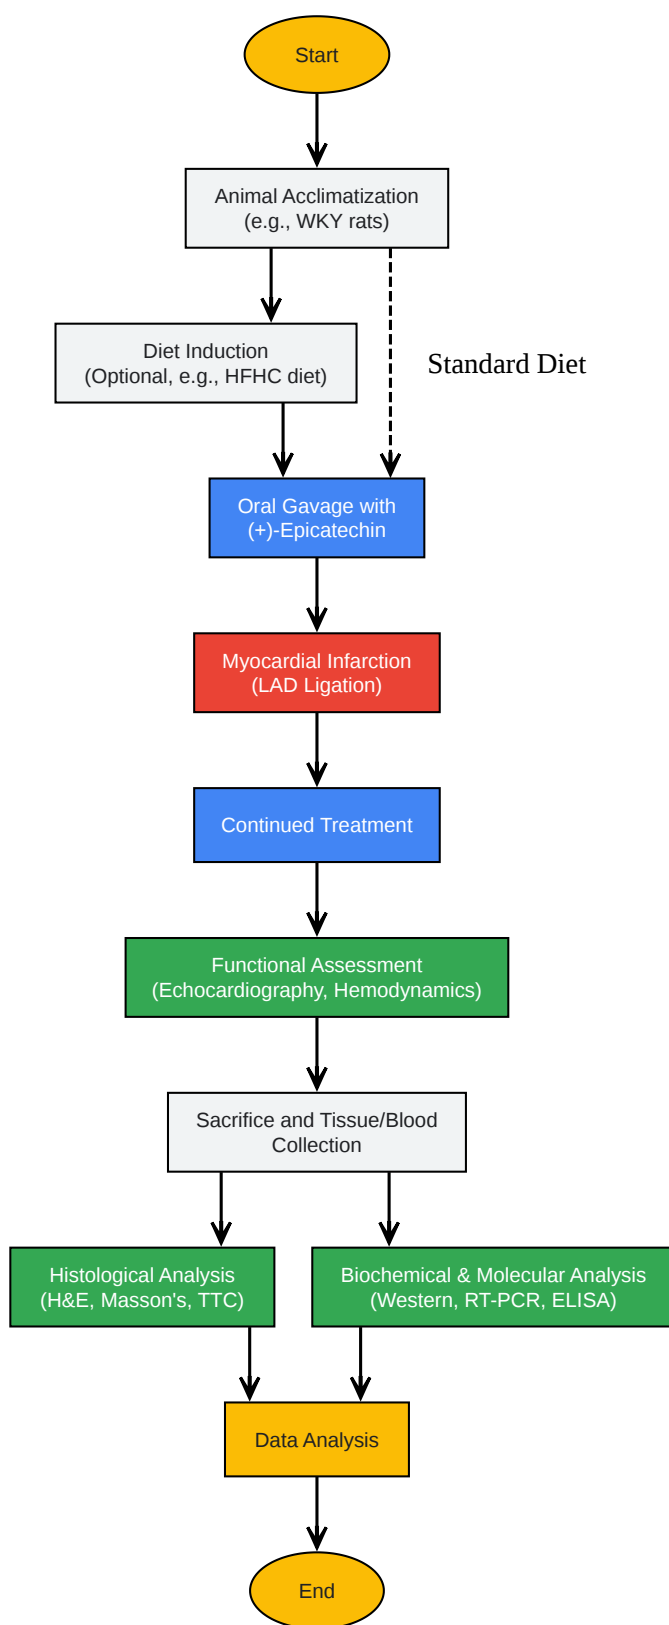 Start
Animal Acclimatization
(e.g., WKY rats)
Diet Induction
(Optional, e.g., HFHC diet)
Standard Diet
Oral Gavage with
(+)-Epicatechin
Myocardial Infarction
(LAD Ligation)
Continued Treatment
Functional Assessment
(Echocardiography, Hemodynamics)
Sacrifice and Tissue/Blood
Collection
Histological Analysis
(H&E, Masson's, TTC)
Biochemical & Molecular Analysis
(Western, RT-PCR, ELISA)
Data Analysis
End